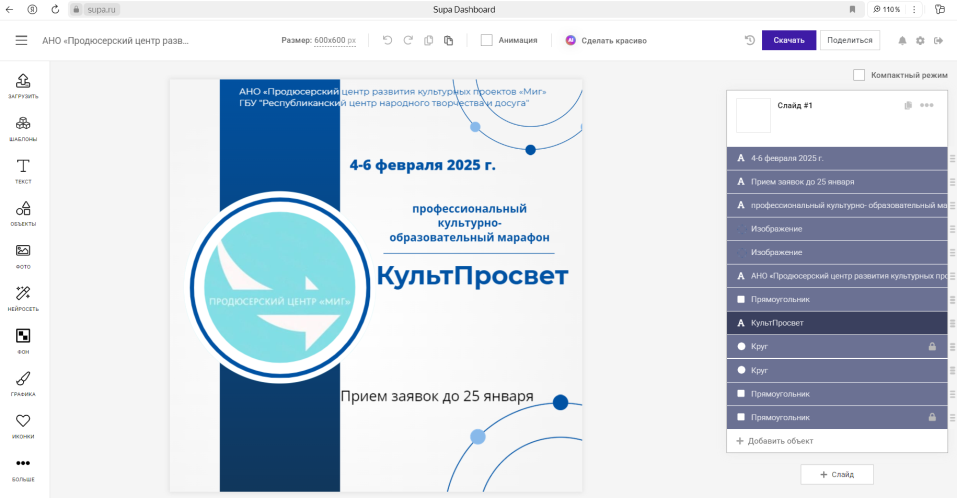 supa.ru
Supa Dashboard
110%
АНО «Продюсерский центр разв...
Размер: 600x600 px
Анимация
Сделать красиво
Скачать
Поделиться
Компактный режим
ЗАГРУЗИТЬ
ШАБЛОНЫ
ТЕКСТ
ОБЪЕКТЫ
ФОТО
НЕЙРОСЕТЬ
ФОН
ГРАФИКА
ИКОНКИ
БОЛЬШЕ
АНО «Продюсерский центр развития культурных проектов «Миг»
ГБУ "Республиканский центр народного творчества и досуга"
4-6 февраля 2025 г.
профессиональный
культурно-
образовательный марафон
КультПросвет
ПРОДЮСЕРСКИЙ ЦЕНТР «МИГ»
Прием заявок до 25 января
Слайд #1
А 4-6 февраля 2025 г.
А Прием заявок до 25 января
А профессиональный культурно- образовательный ма
Изображение
Изображение
А АНО «Продюсерский центр развития культурных про
Прямоугольник
А КультПросвет
Круг
Круг
Прямоугольник
Прямоугольник
+ Добавить объект
+ Слайд